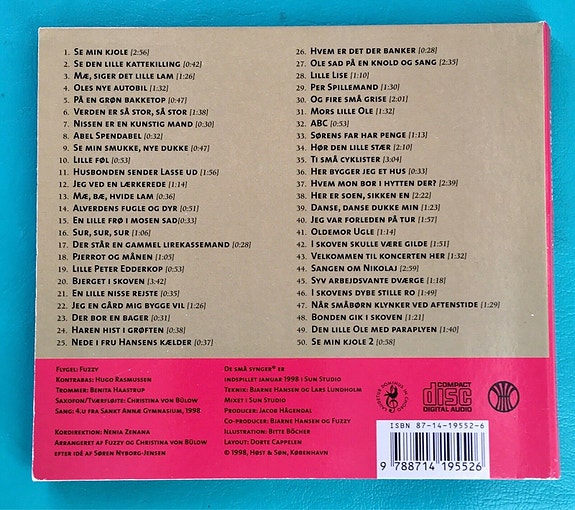 1. Se min kjole [2:56]
2. Se den lille kattekilling [0:42]
3. Mæ, siger det lille lam [1:26]
4. Oles nye autobil [1:32]
5. På en grøn bakketop [0:47]
6. Verden er så stor, så stor [1:38]
7. Nissen er en kunstig mand [0:30]
8. Abel Spendabel [0:32]
9. Se min smukke, nye dukke [0:47]
10. Lille føl [0:53]
11. Husbonden sender Lasse ud [1:56]
12. Jeg ved en lærkerede [1:14]
13. Mæ, bæ, hvide lam [0:36]
14. Alverdens fugle og dyr [0:51]
15. En lille frø i mosen sad[0:33]
16. Sur, sur, sur [1:06]
17. Der står en gammel lirekassemand [0:28]
18. Pjerrot og månen [1:05]
19. Lille Peter Edderkop [0:53]
20. Bjerget i skoven [3:42]
21. En lille nisse rejste [0:35]
22. Jeg en gård mig bygge vil [1:26]
23. Der bor en bager [0:31]
24. Haren hist i grøften [0:38]
25. Nede i fru Hansens kælder [0:37]
26. Hvem er det der banker [0:28]
27. Ole sad på en knold og sang [2:35]
28. Lille Lise [1:10]
29. Per Spillemand [1:30]
30. Og fire små grise [2:01]
31. Mors lille Ole [1:32]
32. ABC [0:53]
33. Sørens far har penge [1:13]
34. Hør den lille stær [2:10]
35. Ti små cyklister [3:04]
36. Her bygger jeg et hus [0:33]
37. Hvem mon bor i hytten der? [2:39]
38. Her er soen, sikken en [2:22]
39. Danse, danse dukke min [1:23]
40. Jeg var forleden på tur [1:57]
41. Oldemor Ugle [1:14]
42. I skoven skulle være gilde [1:51]
43. Velkommen til koncerten her [1:32]
44. Sangen om Nikolaj [2:59]
45. Syv arbejdsvante dværge [1:18]
46. I skovens dybe stille ro [1:49]
47. Når småbørn klynker ved aftenstide [1:29]
48. Bonden gik i skoven [1:21]
49. Den lille Ole med paraplyen [1:40]
50. Se min kjole 2 [0:38]
Flygel: Fuzzy
Kontrabas: Hugo Rasmussen
Trommer: Benita Haastrup
Saxofon/Tværfløjte: Christina von Bülow
Sang: 4.u fra Sankt Annæ Gymnasium, 1998
Kordirektion: Nenia Zenana
Arrangeret af Fuzzy og Christina von Bülow
efter idé af Søren Nyborg-Jensen
De små synger® er
indspillet januar 1998 i Sun Studio
Teknik: Bjarne Hansen og Lars Lundholm
Mixet i Sun Studio
Producer: Jacob Hågendal
Co-producer: Bjarne Hansen og Fuzzy
Illustration: Bitte Böcher
Layout: Dorte Cappelen
© 1998, Høst & Søn, København
COMPACT
disc
DIGITAL AUDIO
ISBN 87-14-19552-6
9 788714 195526